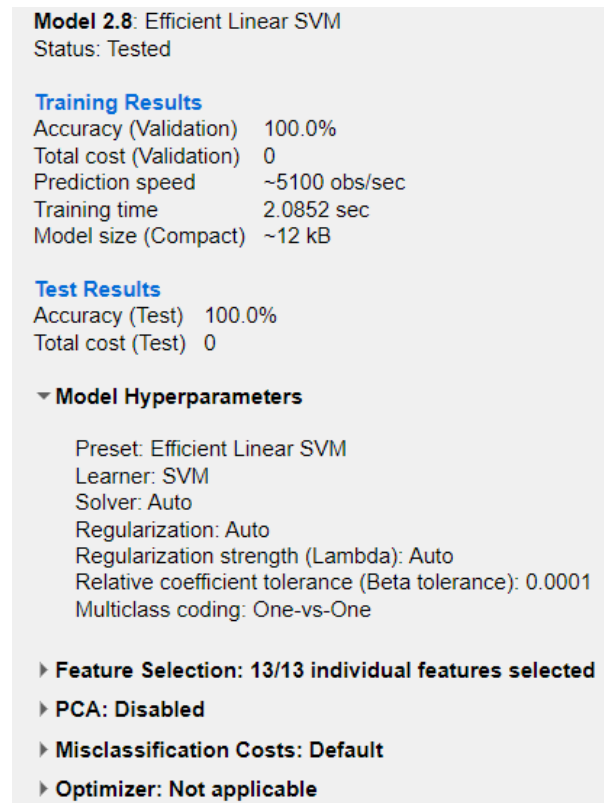 Model 2.8: Efficient Linear SVM
Status: Tested
Training Results
Accuracy (Validation) 100.0%
Total cost (Validation) 0
Prediction speed ~5100 obs/sec
Training time 2.0852 sec
Model size (Compact) ~12 kB
Test Results
Accuracy (Test) 100.0%
Total cost (Test) 0
Model Hyperparameters
Preset: Efficient Linear SVM
Learner: SVM
Solver: Auto
Regularization: Auto
Regularization strength (Lambda): Auto
Relative coefficient tolerance (Beta tolerance): 0.0001
Multiclass coding: One-vs-One
Feature Selection: 13/13 individual features selected
PCA: Disabled
Misclassification Costs: Default
Optimizer: Not applicable